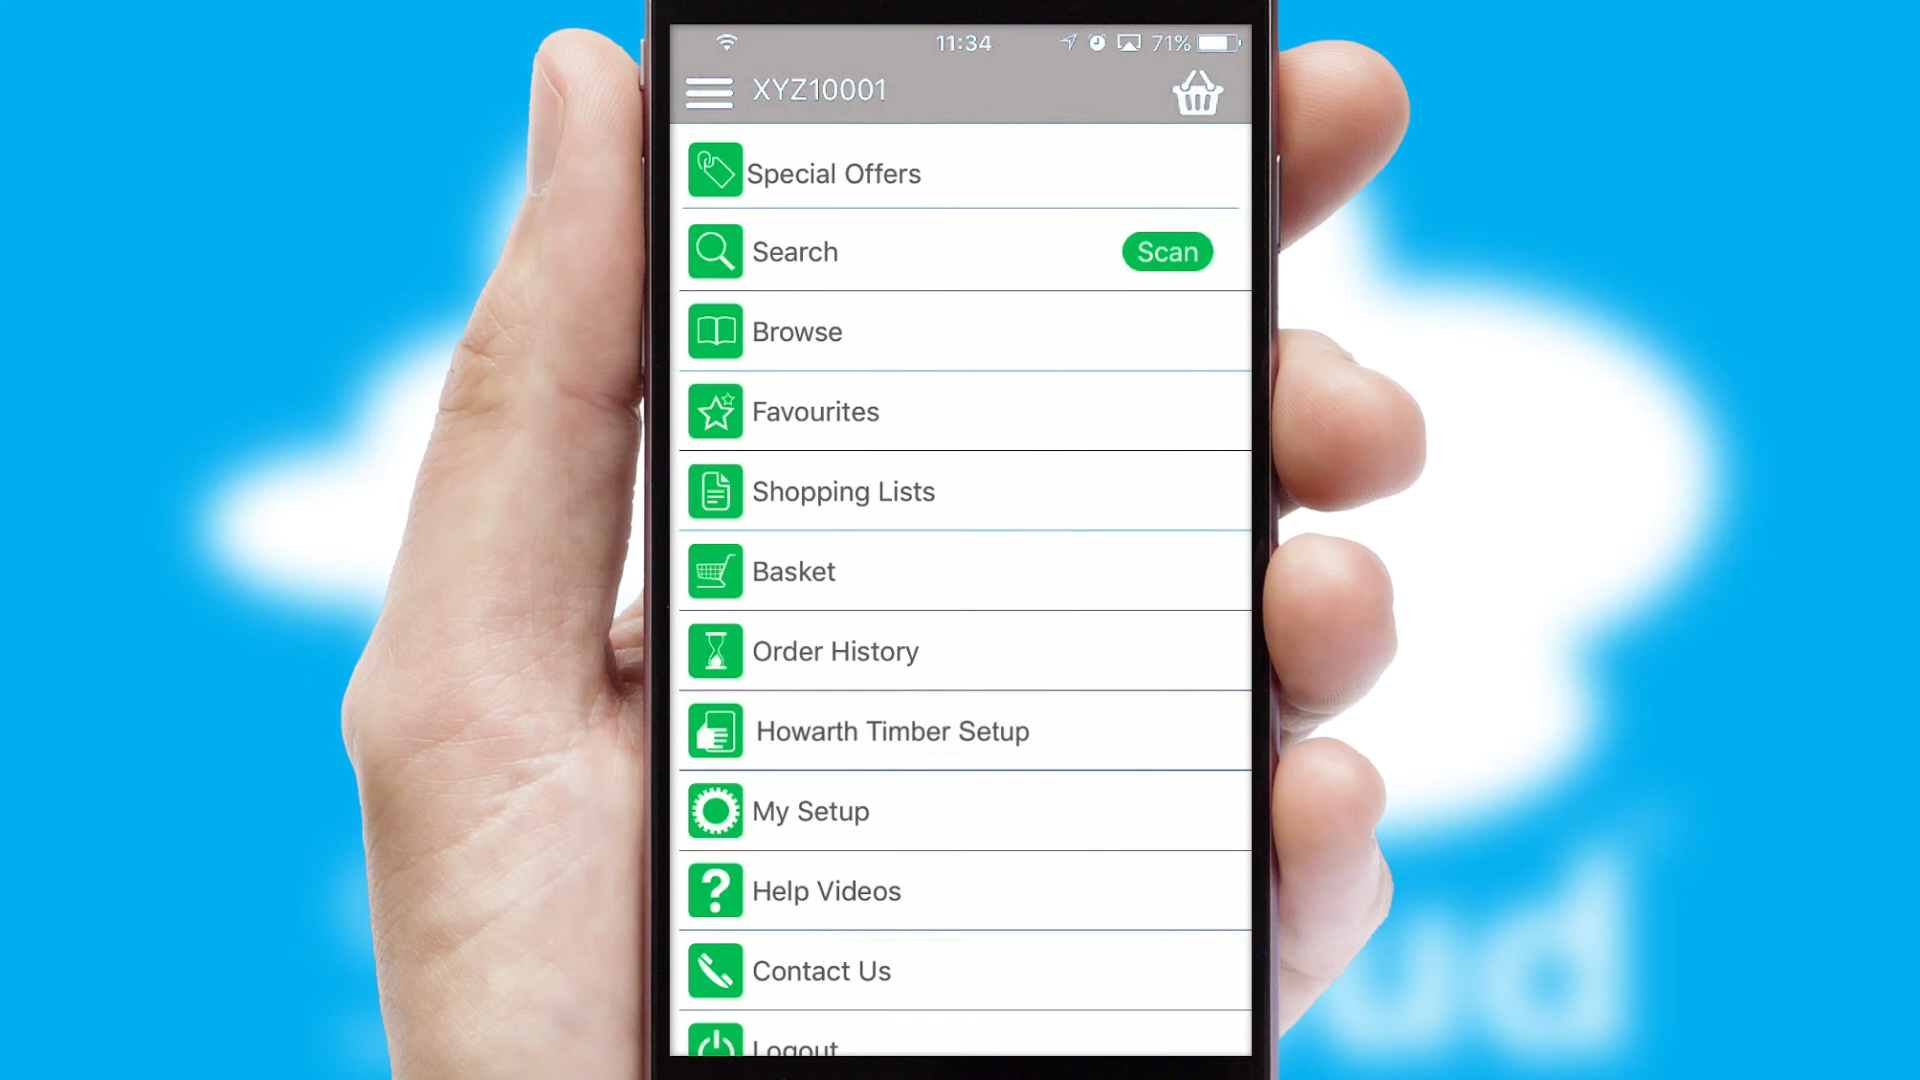 11:34
71%
XYZ10001
Special Offers
Search
Scan
Browse
Favourites
Shopping Lists
Basket
Order History
Howarth Timber Setup
My Setup
Help Videos
Contact Us
Logout